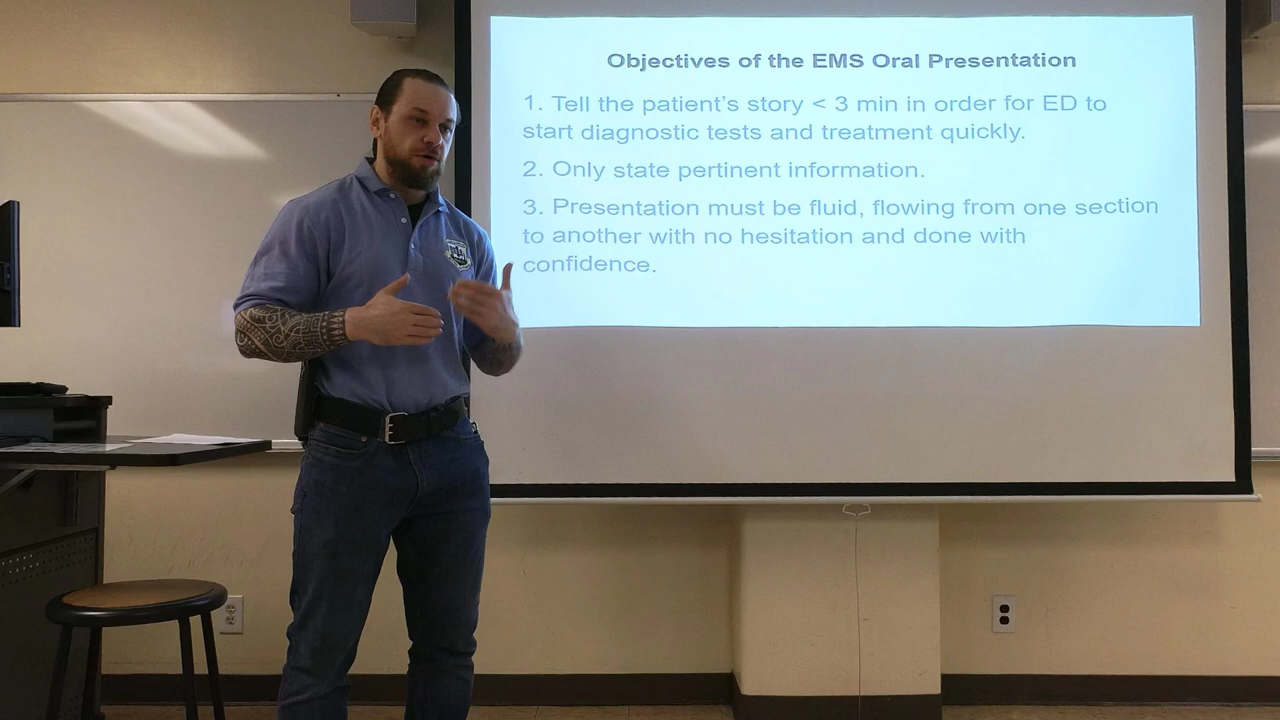 Objectives of the EMS Oral Presentation
1. Tell the patient's story < 3 min in order for ED to
start diagnostic tests and treatment quickly.
2. Only state pertinent information.
3. Presentation must be fluid, flowing from one section
to another with no hesitation and done with
confidence.